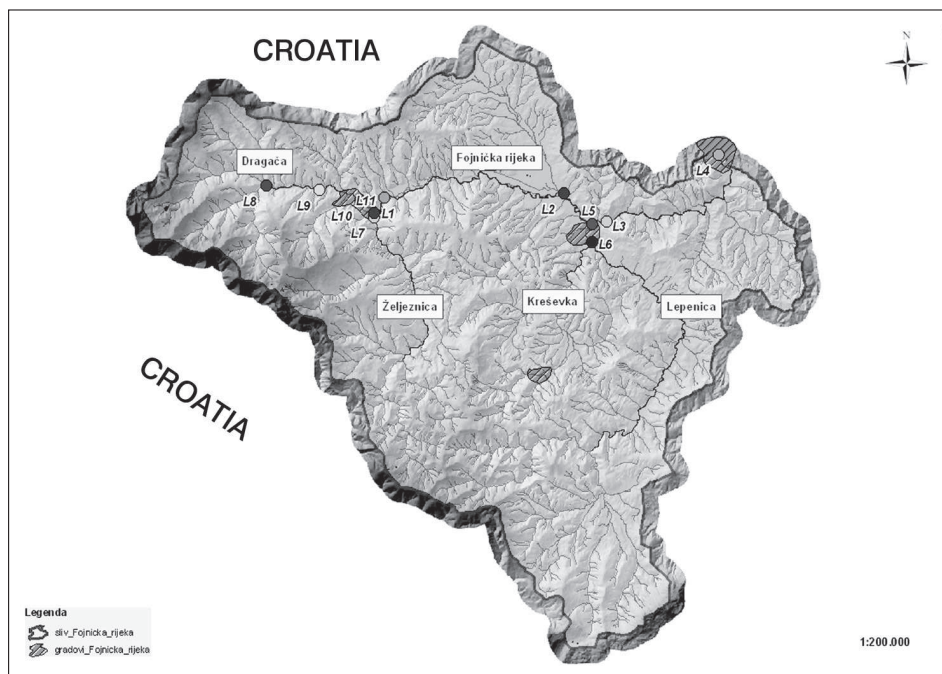 CROATIA
N
Dragača
Fojnička rijeka
L4
L8
L9
L10
L11
L1
L7
L2
L5
L3
L6
Željeznica
Kreševka
Lepenica
CROATIA
Legenda
sliv_Fojnicka_rijeka
gradovi_Fojnicka_rijeka
1:200.000